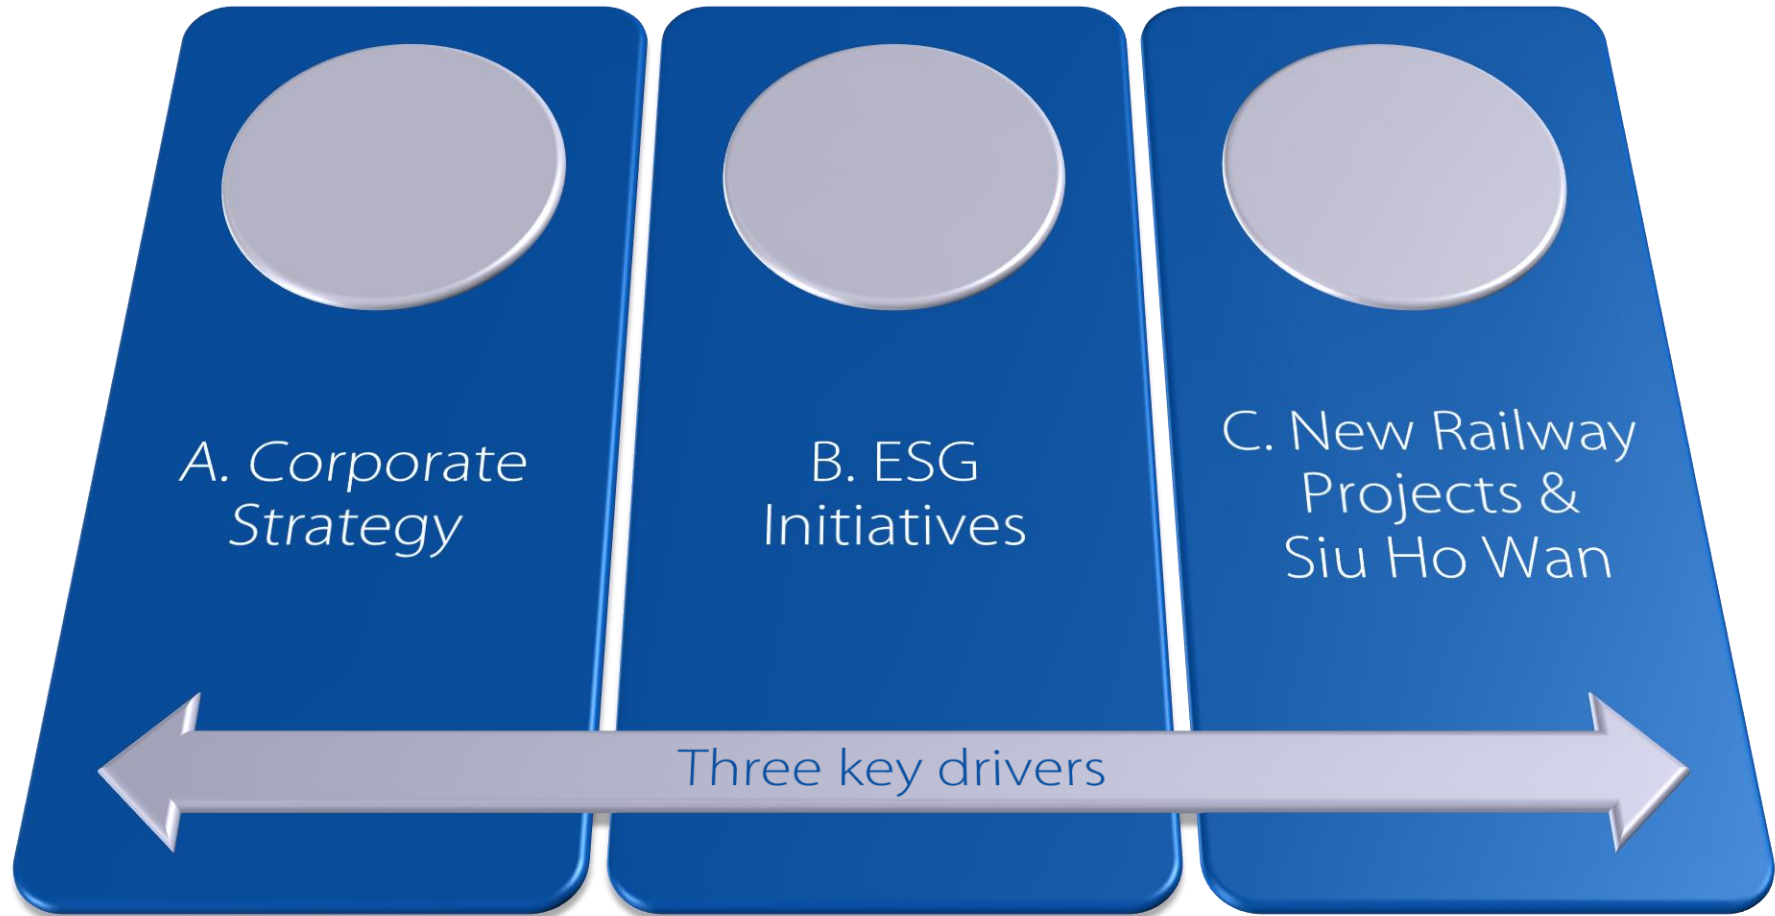 A. Corporate
Strategy
B. ESG
Initiatives
C. New Railway
Projects &
Siu Ho Wan
Three key drivers